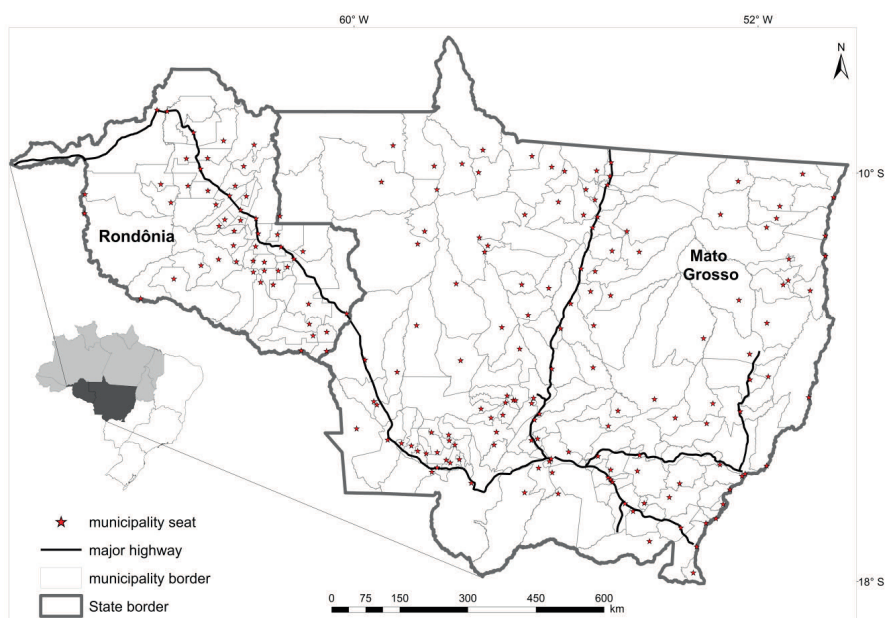 60° W
52° W
N
10° S
Rondônia
Mato
Grosso
municipality seat
major highway
municipality border
State border
0 75 150 300 450 600
km
18° S